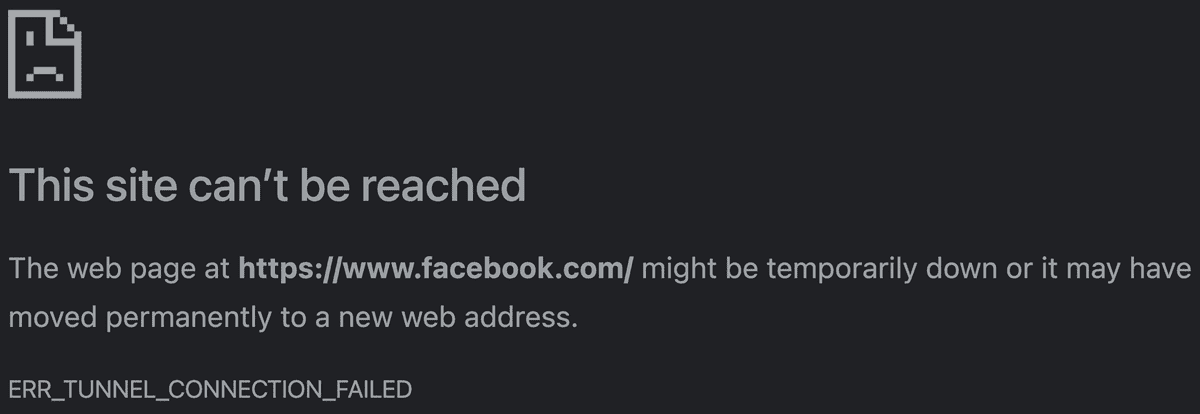 This site can’t be reached
The web page at https://www.facebook.com/ might be temporarily down or it may have
moved permanently to a new web address.
ERR_TUNNEL_CONNECTION_FAILED